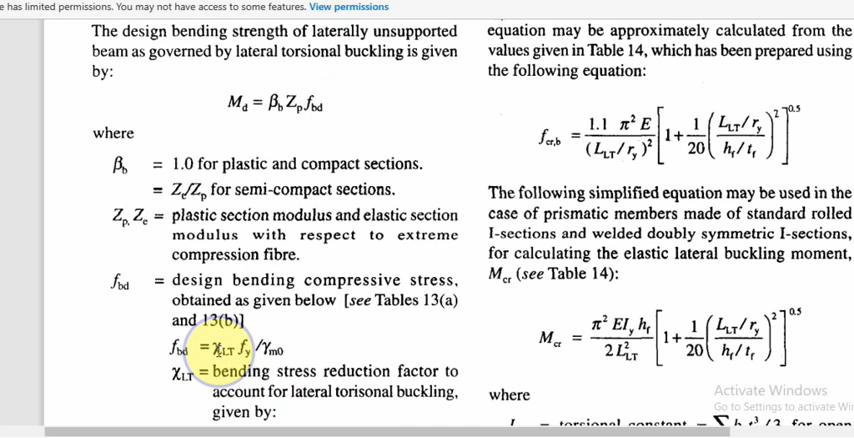 e has limited permissions. You may not have access to some features. View permissions
The design bending strength of laterally unsupported
beam as governed by lateral torsional buckling is given
by:
M_d = β_b Z_p f_bd
where
β_b = 1.0 for plastic and compact sections.
= Z_e/Z_p for semi-compact sections.
Z_p, Z_e = plastic section modulus and elastic section
modulus with respect to extreme
compression fibre.
f_bd = design bending compressive stress,
obtained as given below [see Tables 13(a)
and 13(b)]
f_bd = χ_LT f_y /γ_m0
χ_LT = bending stress reduction factor to
account for lateral torisonal buckling,
given by:
equation may be approximately calculated from the
values given in Table 14, which has been prepared using
the following equation:
f_cr,b = 1.1 π² E / (L_LT/r_y)² [1 + 1/20 (L_LT/r_y / h_f/t_f)²]^0.5
The following simplified equation may be used in the
case of prismatic members made of standard rolled
I-sections and welded doubly symmetric I-sections,
for calculating the elastic lateral buckling moment,
M_cr (see Table 14):
M_cr = π² EI_y h_f / 2 L²_LT [1 + 1/20 (L_LT/r_y / h_f/t_f)²]^0.5
where
Activate Windows
Go to Settings to activate Wi
= torsional constant =